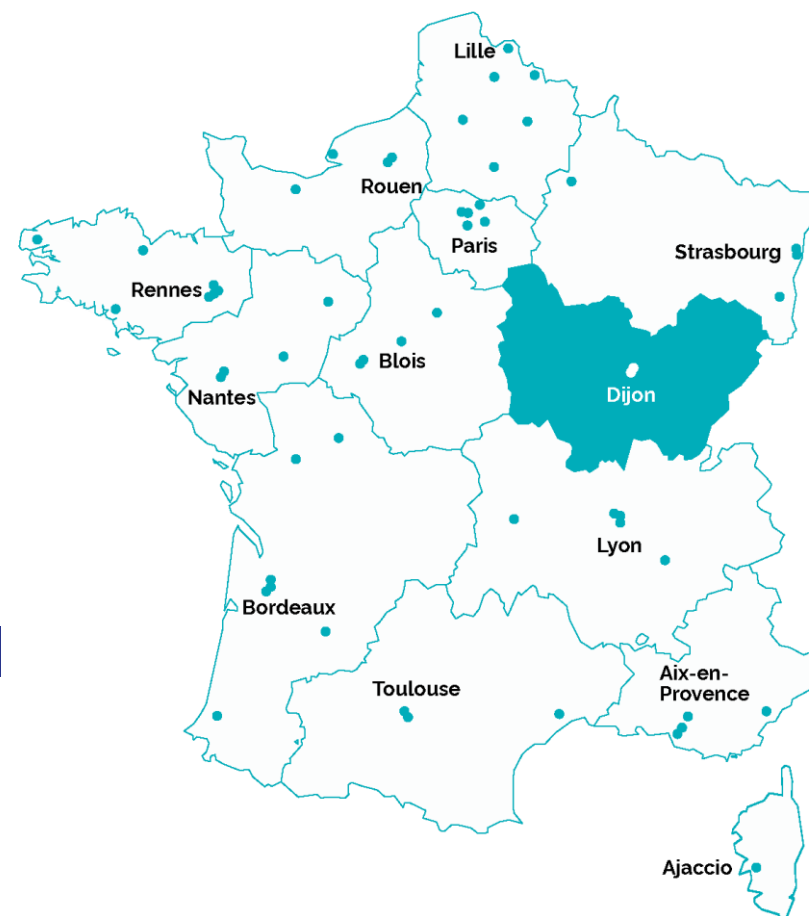 Lille
Rouen
Paris
Strasbourg
Rennes
Blois
Nantes
Dijon
Lyon
Bordeaux
Aix-en-
Provence
Toulouse
Ajaccio